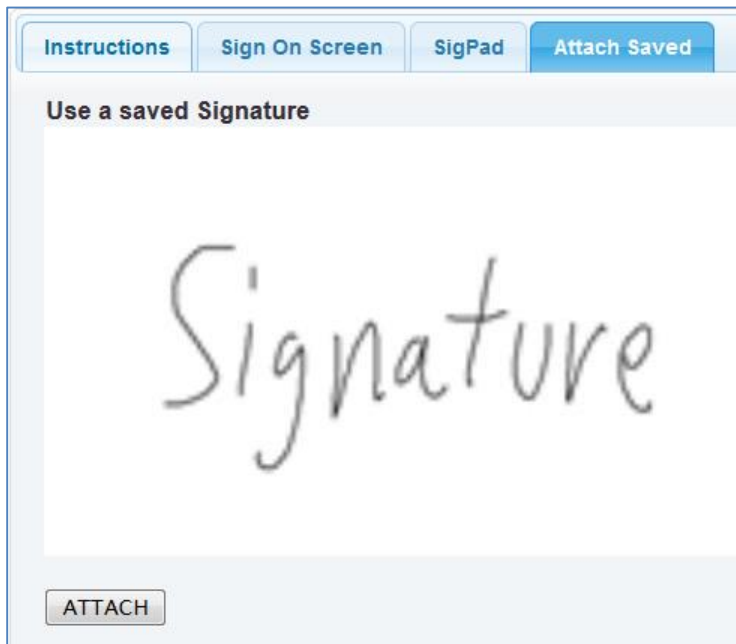 Instructions Sign On Screen SigPad Attach Saved
Use a saved Signature
Signature
ATTACH